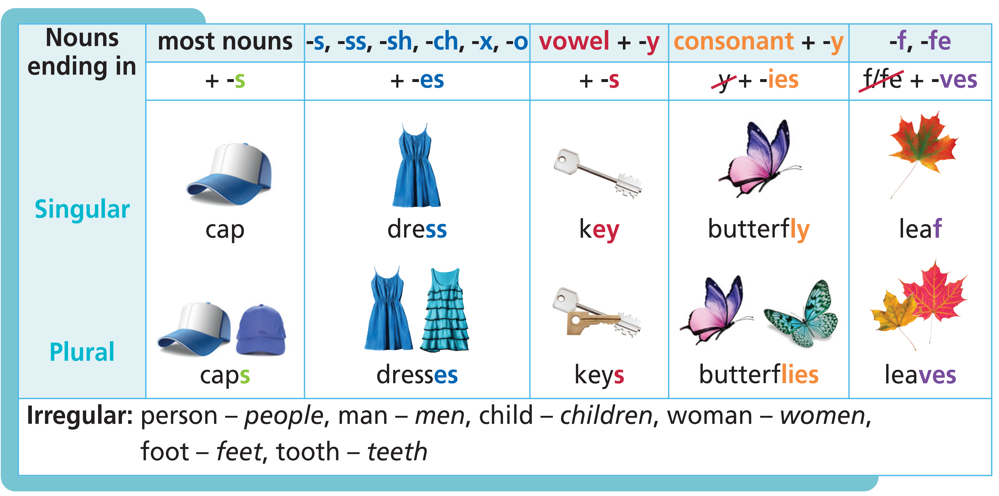 Nouns ending in
most nouns
-s, -ss, -sh, -ch, -x, -o
vowel + -y
consonant + -y
-f, -fe
+ -s
+ -es
+ -s
y + -ies
f/fe + -ves
Singular
cap
dress
key
butterfly
leaf
Plural
caps
dresses
keys
butterflies
leaves
Irregular: person – people, man – men, child – children, woman – women,
foot – feet, tooth – teeth